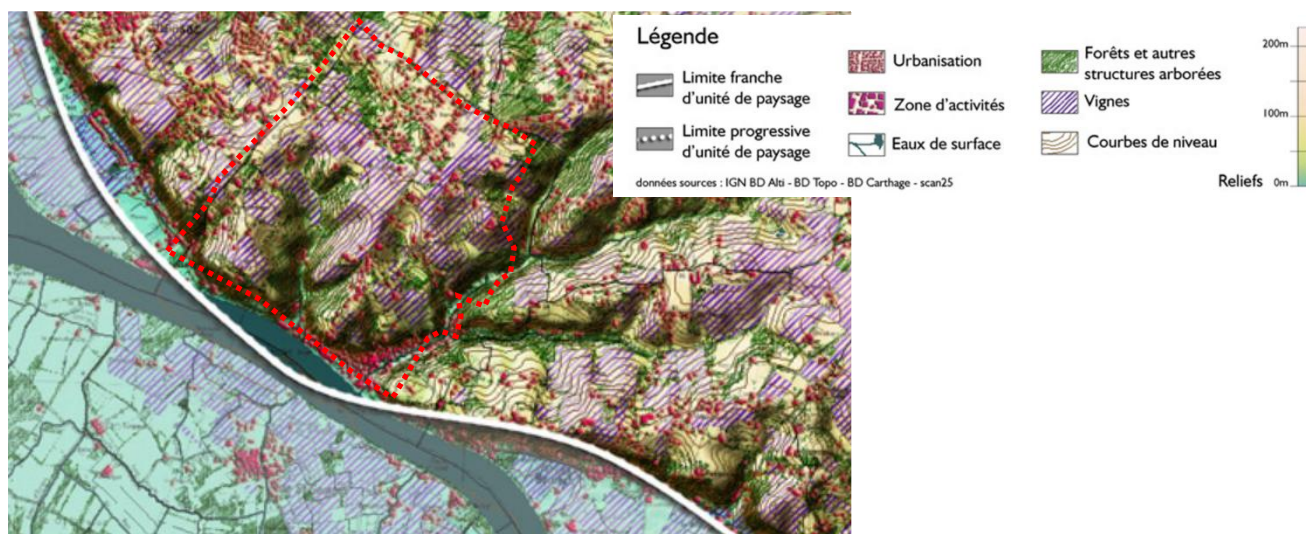 Légende
Limite franche
d'unité de paysage
Limite progressive
d'unité de paysage
Urbanisation
Zone d'activités
Eaux de surface
Forêts et autres
structures arborées
Vignes
Courbes de niveau
données sources : IGN BD Alti - BD Topo - BD Carthage - scan25
200m
100m
Reliefs 0m